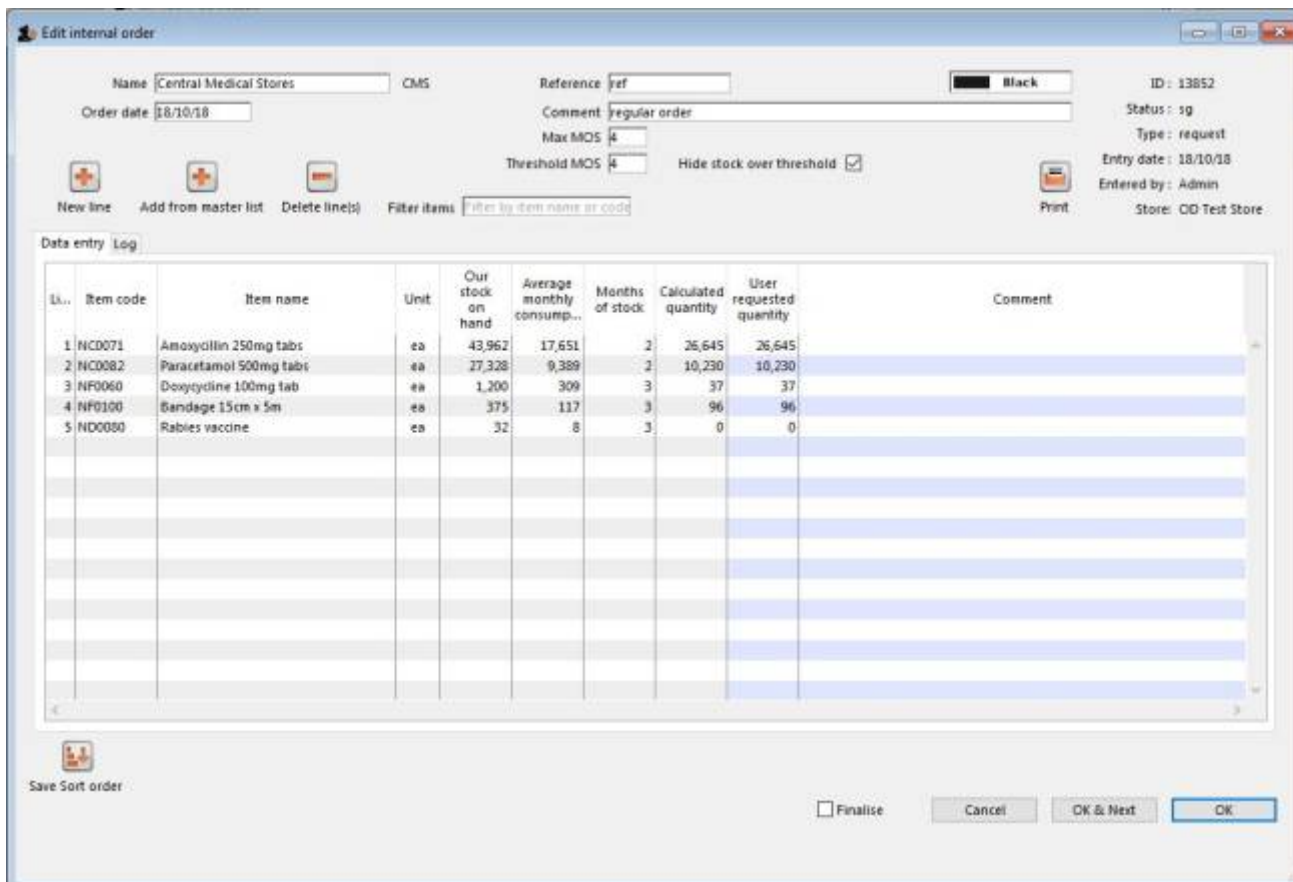 Edit internal order
Name Central Medical Stores CMS Reference ref Black ID : 13852
Order date 18/10/18 Comment regular order Status : sg
Max MOS 4 Type : request
Threshold MOS 4 Hide stock over threshold Entry date : 18/10/18
Entered by : Admin
New line Add from master list Delete line(s) Filter items Filter by item name or code Print Store: OD Test Store
Data entry Log
Li... Item code Item name Unit Our stock on hand Average monthly consump... Months of stock Calculated quantity User requested quantity Comment
1 NC0071 Amoxycillin 250mg tabs ea 43,962 17,651 2 26,645 26,645
2 NC0082 Paracetamol 500mg tabs ea 27,328 9,389 2 10,230 10,230
3 NF0060 Doxycycline 100mg tab ea 1,200 309 3 37 37
4 NF0100 Bandage 15cm x 5m ea 375 117 3 96 96
5 ND0080 Rabies vaccine ea 32 8 3 0 0
Save Sort order
Finalise Cancel OK & Next OK